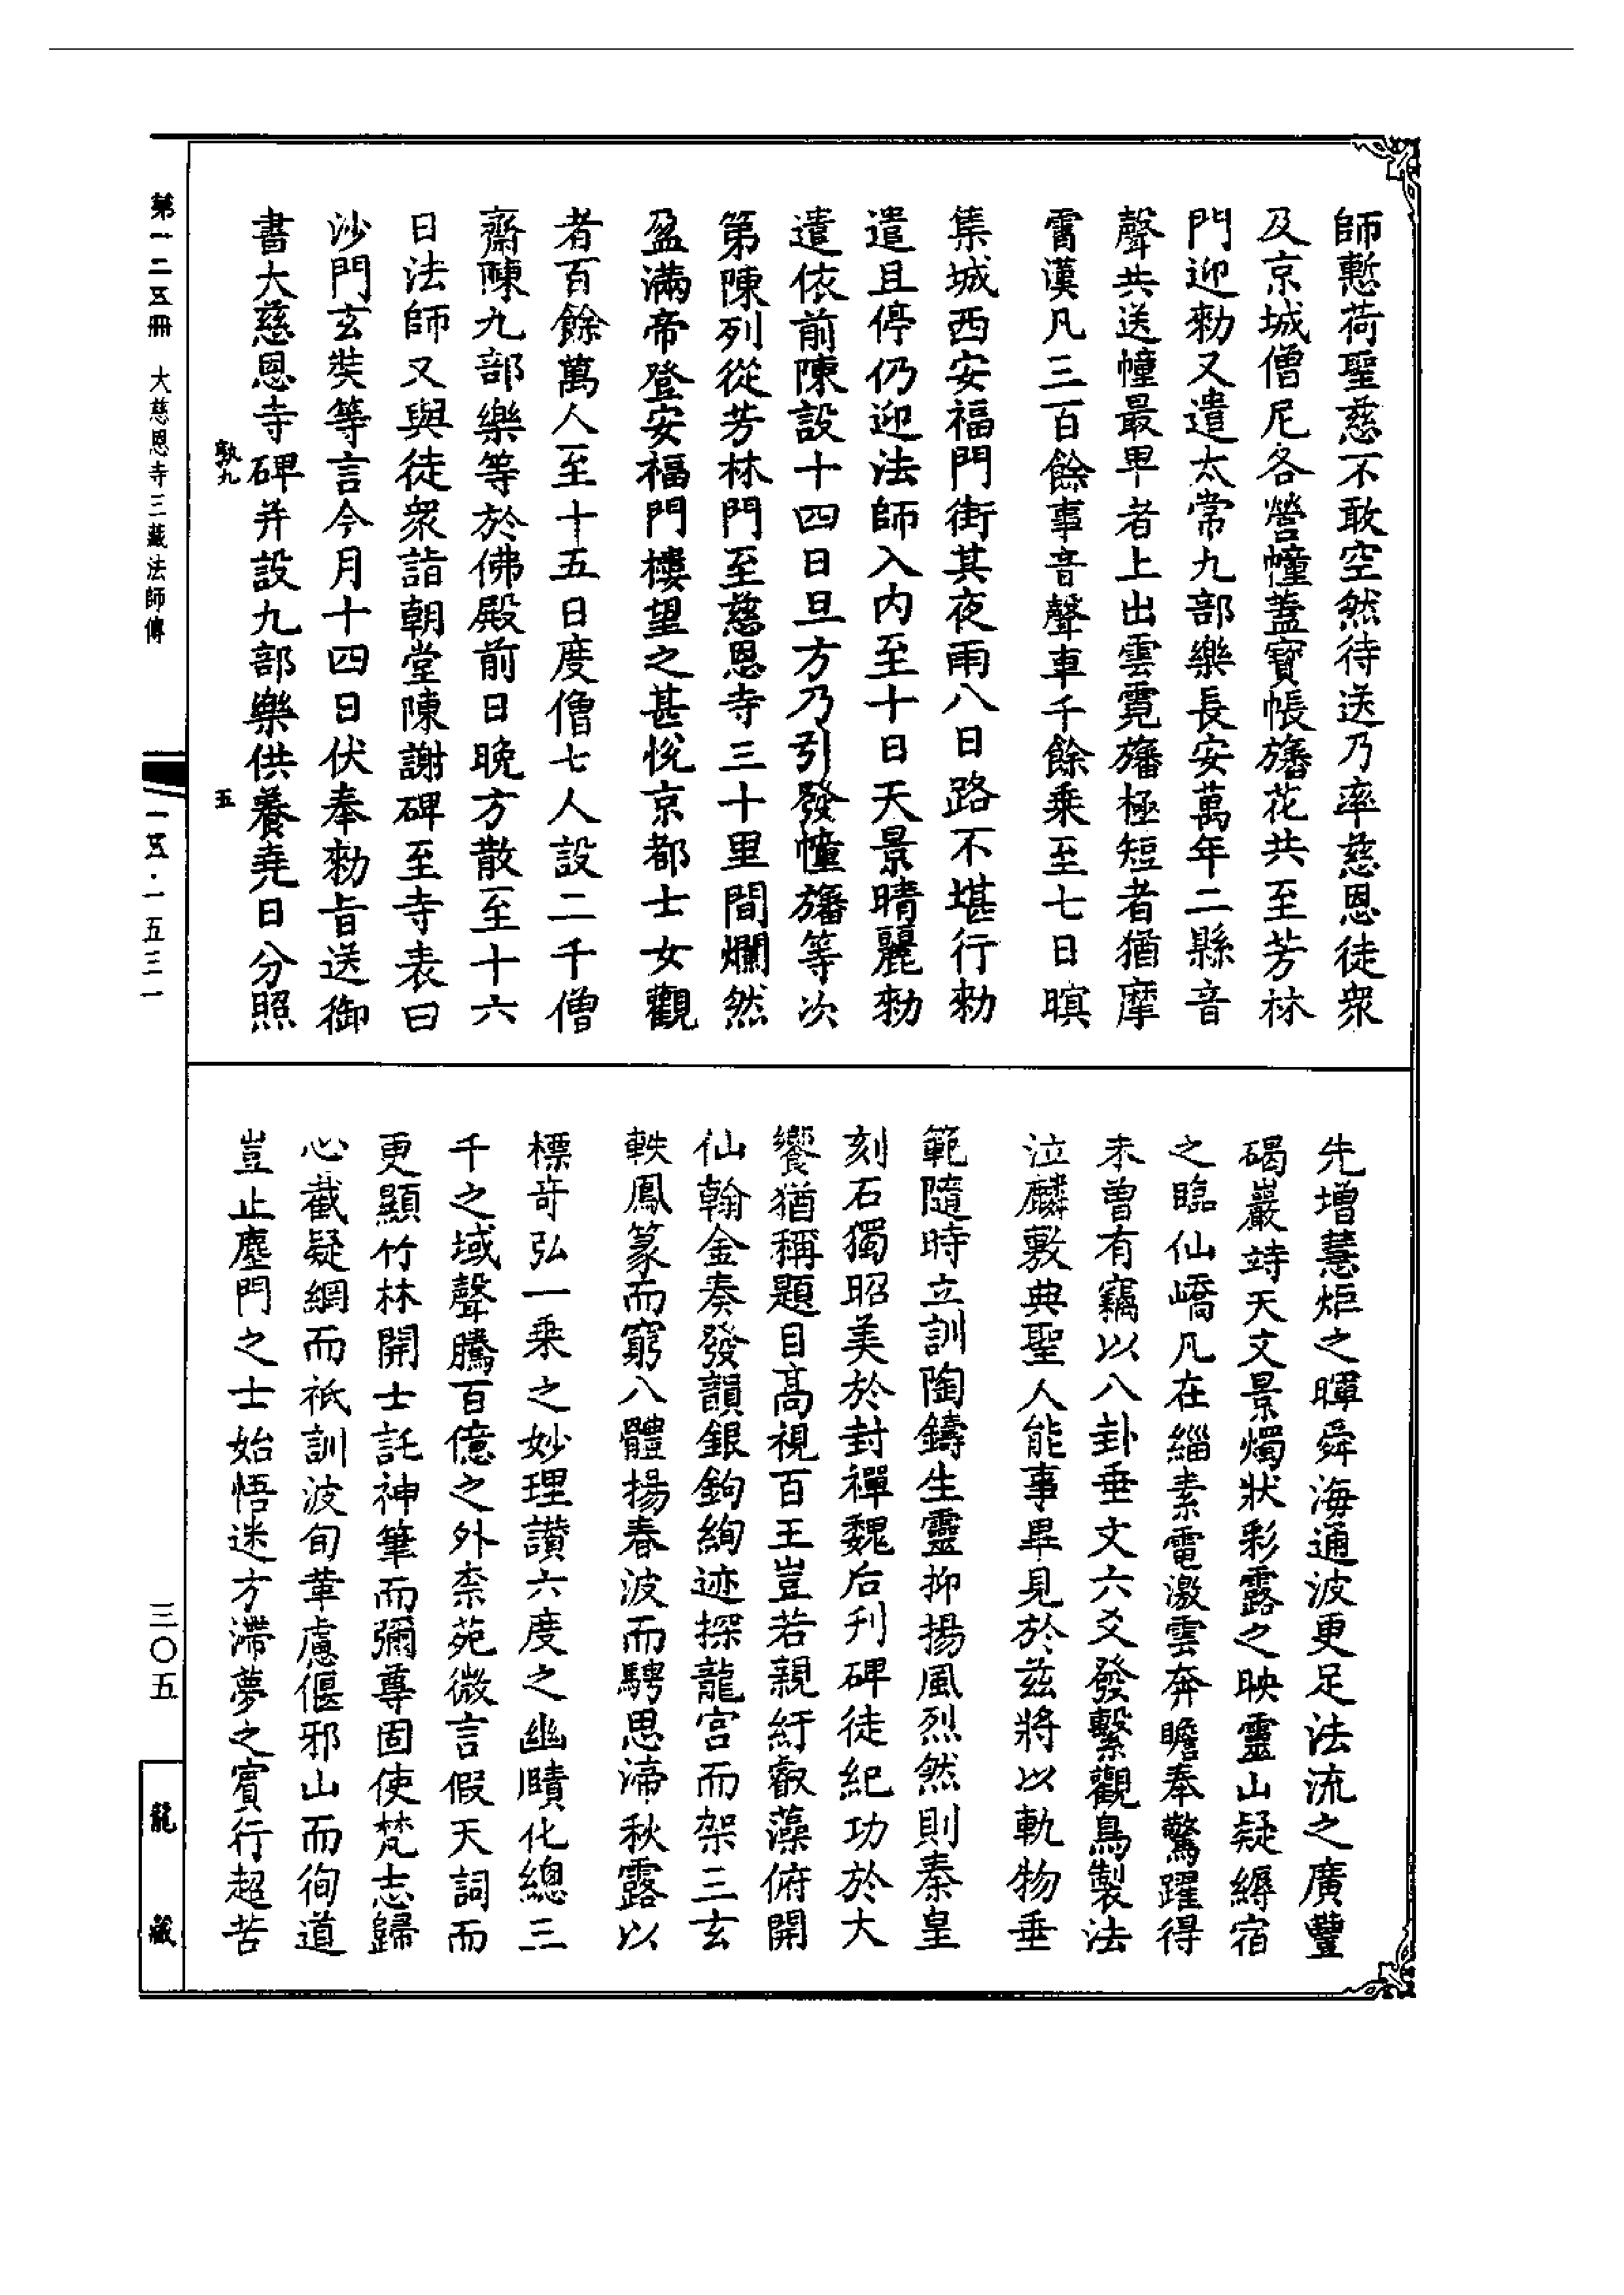 師慙荷聖慈不敢空然待送乃率慈恩徒衆
及京城僧尼各營幢蓋寶帳旛花共至芳林
門迎勑又遣太常九部樂長安萬年二縣音
聲共送幢最卑者上出雲霓旛極短者猶摩
霄漢凡三百餘事音聲車千餘乘至七日暝
集城西安福門街其夜雨八日路不堪行勑
遣且停仍迎法師入内至十日天景晴麗勑
遣依前陳設十四日旦方乃引發幢旛等次
第陳列從芳林門至慈恩寺三十里間爛然
盈滿帝登安福門樓望之甚悅京都士女觀
者百餘萬人至十五日度僧七人設二千僧
齋陳九部樂等於佛殿前日晚方散至十六
日法師又與徒衆詣朝堂陳謝碑至寺表曰
沙門玄奘等言今月十四日伏奉勑旨送御
書大慈恩寺碑并設九部樂供養堯日分照
孰九
五
先增慧炬之暉舜海通波更足法流之廣豐
碣巖峙天文景燭狀彩露之映靈山疑縟宿
之臨仙嶠凡在緇素電激雲奔瞻奉驚躍得
未曾有竊以八卦垂文六爻發繫觀鳥製法
泣麟敷典聖人能事畢見於茲將以軌物垂
範隨時立訓陶鑄生靈抑揚風烈然則秦皇
刻石獨昭美於封禪魏后刊碑徒紀功於大
饗猶稱題目高視百王豈若親紆叡藻俯開
仙翰金奏發韻銀鉤絢迹探龍宮而架三玄
軼鳳篆而窮八體揚春波而騁思滴秋露以
標奇弘一乘之妙理讚六度之幽賾化總三
千之域聲騰百億之外柰苑微言假天詞而
更顯竹林開士託神筆而彌尊固使梵志歸
心截疑網而祇訓波旬革慮偃邪山而徇道
豈止塵門之士始悟迷方滯夢之賓行超苦
第一二五冊 大慈恩寺三藏法師傳
一五·一五三一
三〇五
龍藏